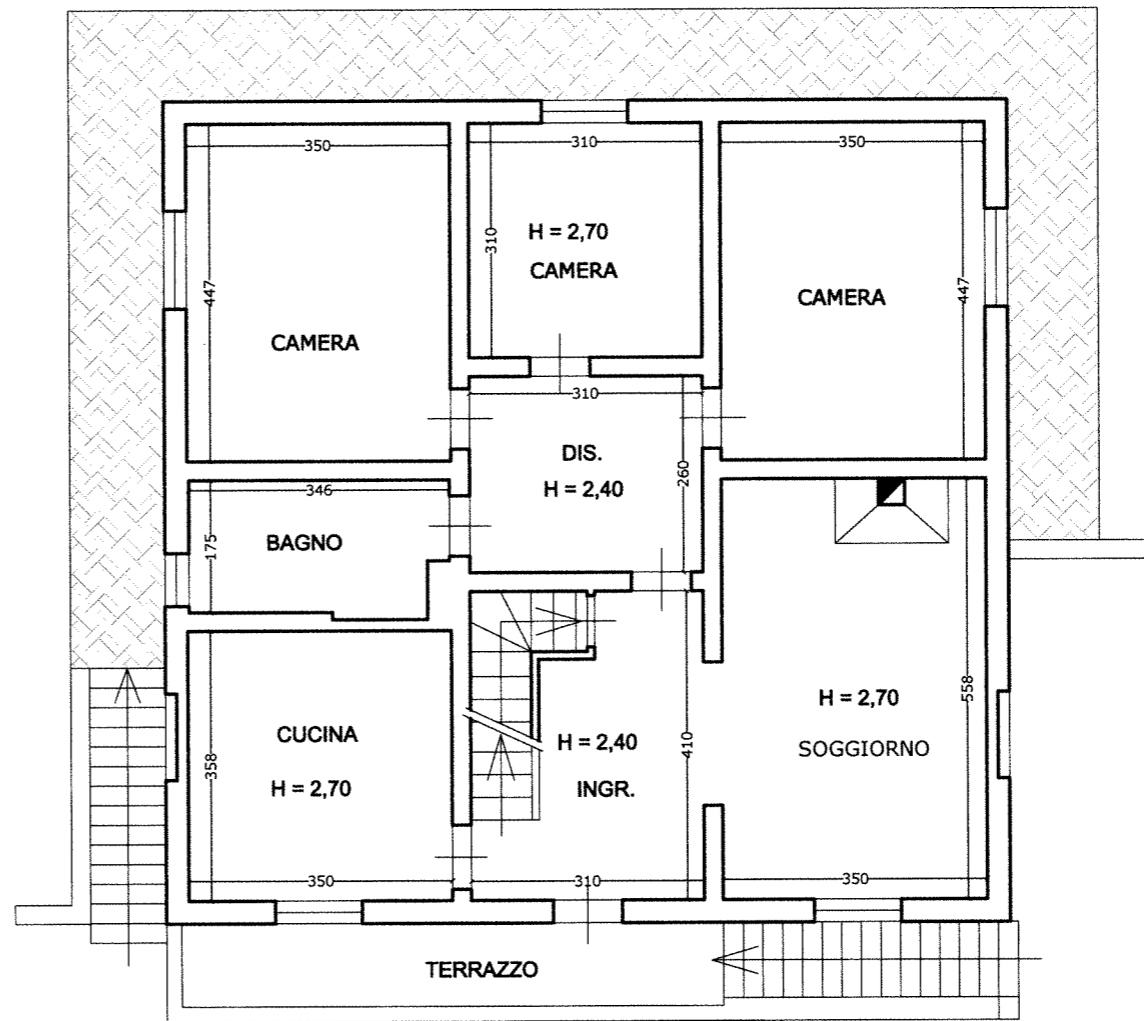 350
310
350
447
310
H = 2,70
CAMERA
447
CAMERA
CAMERA
310
DIS.
H = 2,40
260
346
175
BAGNO
558
H = 2,70
SOGGIORNO
CUCINA
H = 2,70
358
H = 2,40
INGR.
410
350
310
350
TERRAZZO